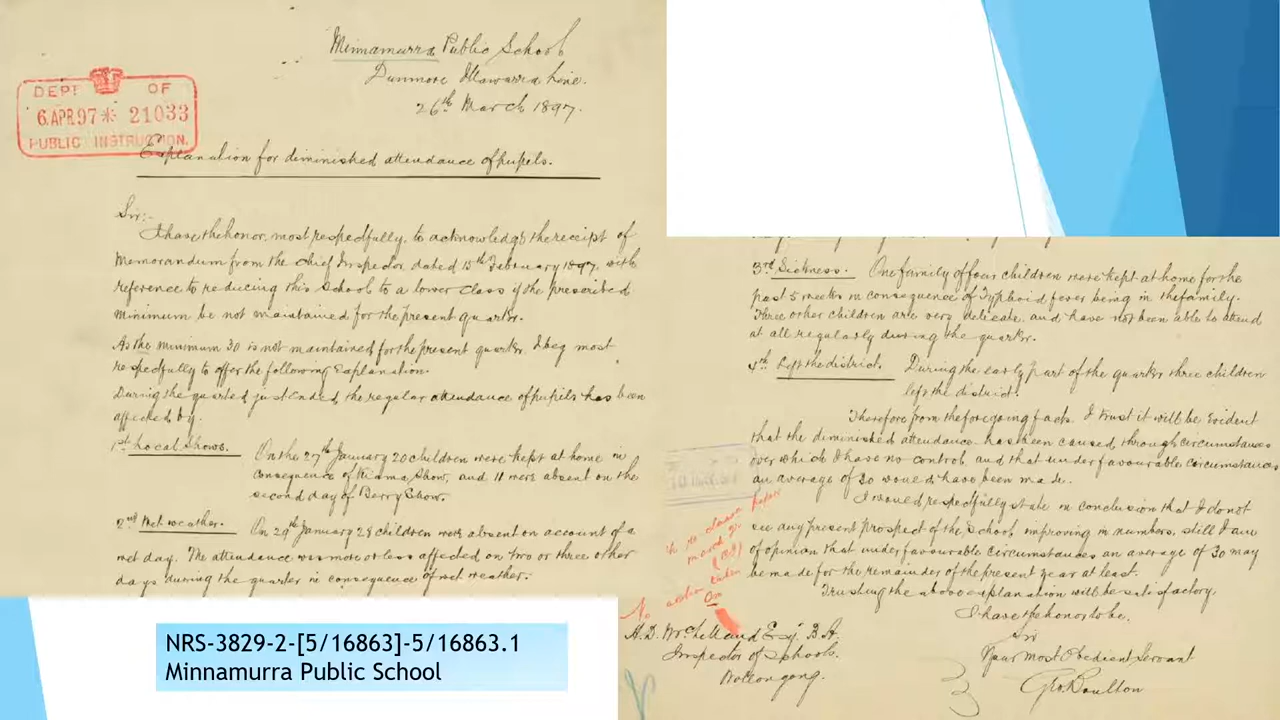 Minnamurra Public School
Dunmore Illawarra Line.
26th March 1897.
DEPT OF
6.APR.97 * 21033
PUBLIC INSTRUCTION.
Explanation for diminished attendance of pupils.
Sir:-
I have the honor, most respectfully, to acknowledge the receipt of
Memorandum from the Chief Inspector dated 15th February 1897, with
reference to reducing this School to a lower class if the prescribed
minimum be not maintained for the present quarter.
As the minimum 30 is not maintained for the present quarter, I beg most
respectfully to offer the following Explanation.
During the quarter just ended, the regular attendance of pupils has been
affected by.
1st Local Shows. On the 27th January 20 children were kept at home in
consequence of Kiama Show, and 11 were absent on the
second day of Berry Show.
2nd Wet weather. On 29th January 28 children were absent on account of a
wet day. The attendance was more or less affected on two or three other
days during the quarter in consequence of wet weather.
3rd Sickness. One family of four children were kept at home for the
past 5 weeks in consequence of Typhoid fever being in the family.
Three other children are very delicate, and have not been able to attend
at all regularly during the quarter.
4th Left the district. During the early part of the quarter three children
left the district.
Therefore from the foregoing facts, I trust it will be Evident
that the diminished attendance has been caused, through circumstances
over which I have no control, and that under favourable circumstances
an average of 30 would have been made.
I would respectfully state in conclusion that I do not
see any present prospect of the School improving in numbers, still I am
of opinion that under favourable circumstances an average of 30 may
be made for the remainder of the present year at least.
Trusting the above explanation will be satisfactory,
I have the honor to be,
Sir
Your Most Obedient Servant
Geo Boulton
No action taken
Inspector of Schools.
Wollongong.
NRS-3829-2-[5/16863]-5/16863.1
Minnamurra Public School